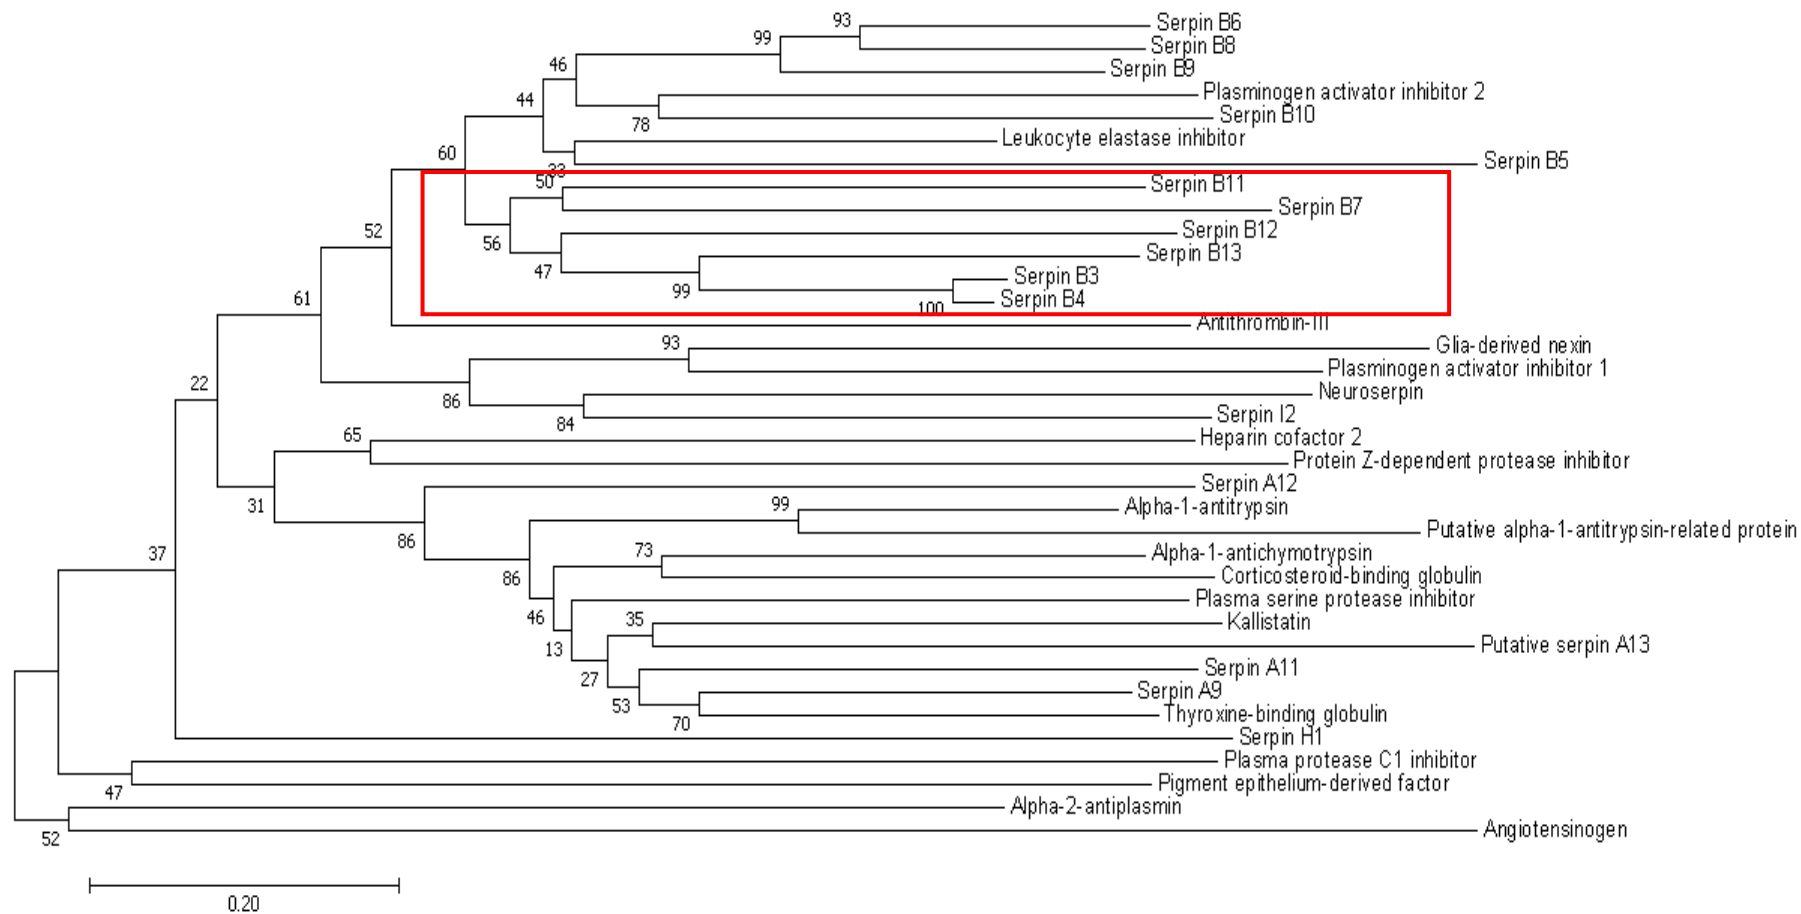 93
Serpin B6
99
Serpin B8
46
Serpin B9
44
Plasminogen activator inhibitor 2
78
Serpin B10
Leukocyte elastase inhibitor
60
Serpin B5
33
50
Serpin B11
Serpin B7
52
56
Serpin B12
47
Serpin B13
99
Serpin B3
100
Serpin B4
61
Antithrombin-III
93
Glia-derived nexin
Plasminogen activator inhibitor 1
22
86
Neuroserpin
84
Serpin I2
65
Heparin cofactor 2
Protein Z-dependent protease inhibitor
31
Serpin A12
99
Alpha-1-antitrypsin
86
Putative alpha-1-antitrypsin-related protein
37
73
Alpha-1-antichymotrypsin
86
Corticosteroid-binding globulin
46
Plasma serine protease inhibitor
35
Kallistatin
13
Putative serpin A13
27
Serpin A11
53
Serpin A9
70
Thyroxine-binding globulin
Serpin H1
Plasma protease C1 inhibitor
47
Pigment epithelium-derived factor
Alpha-2-antiplasmin
52
Angiotensinogen
0.20